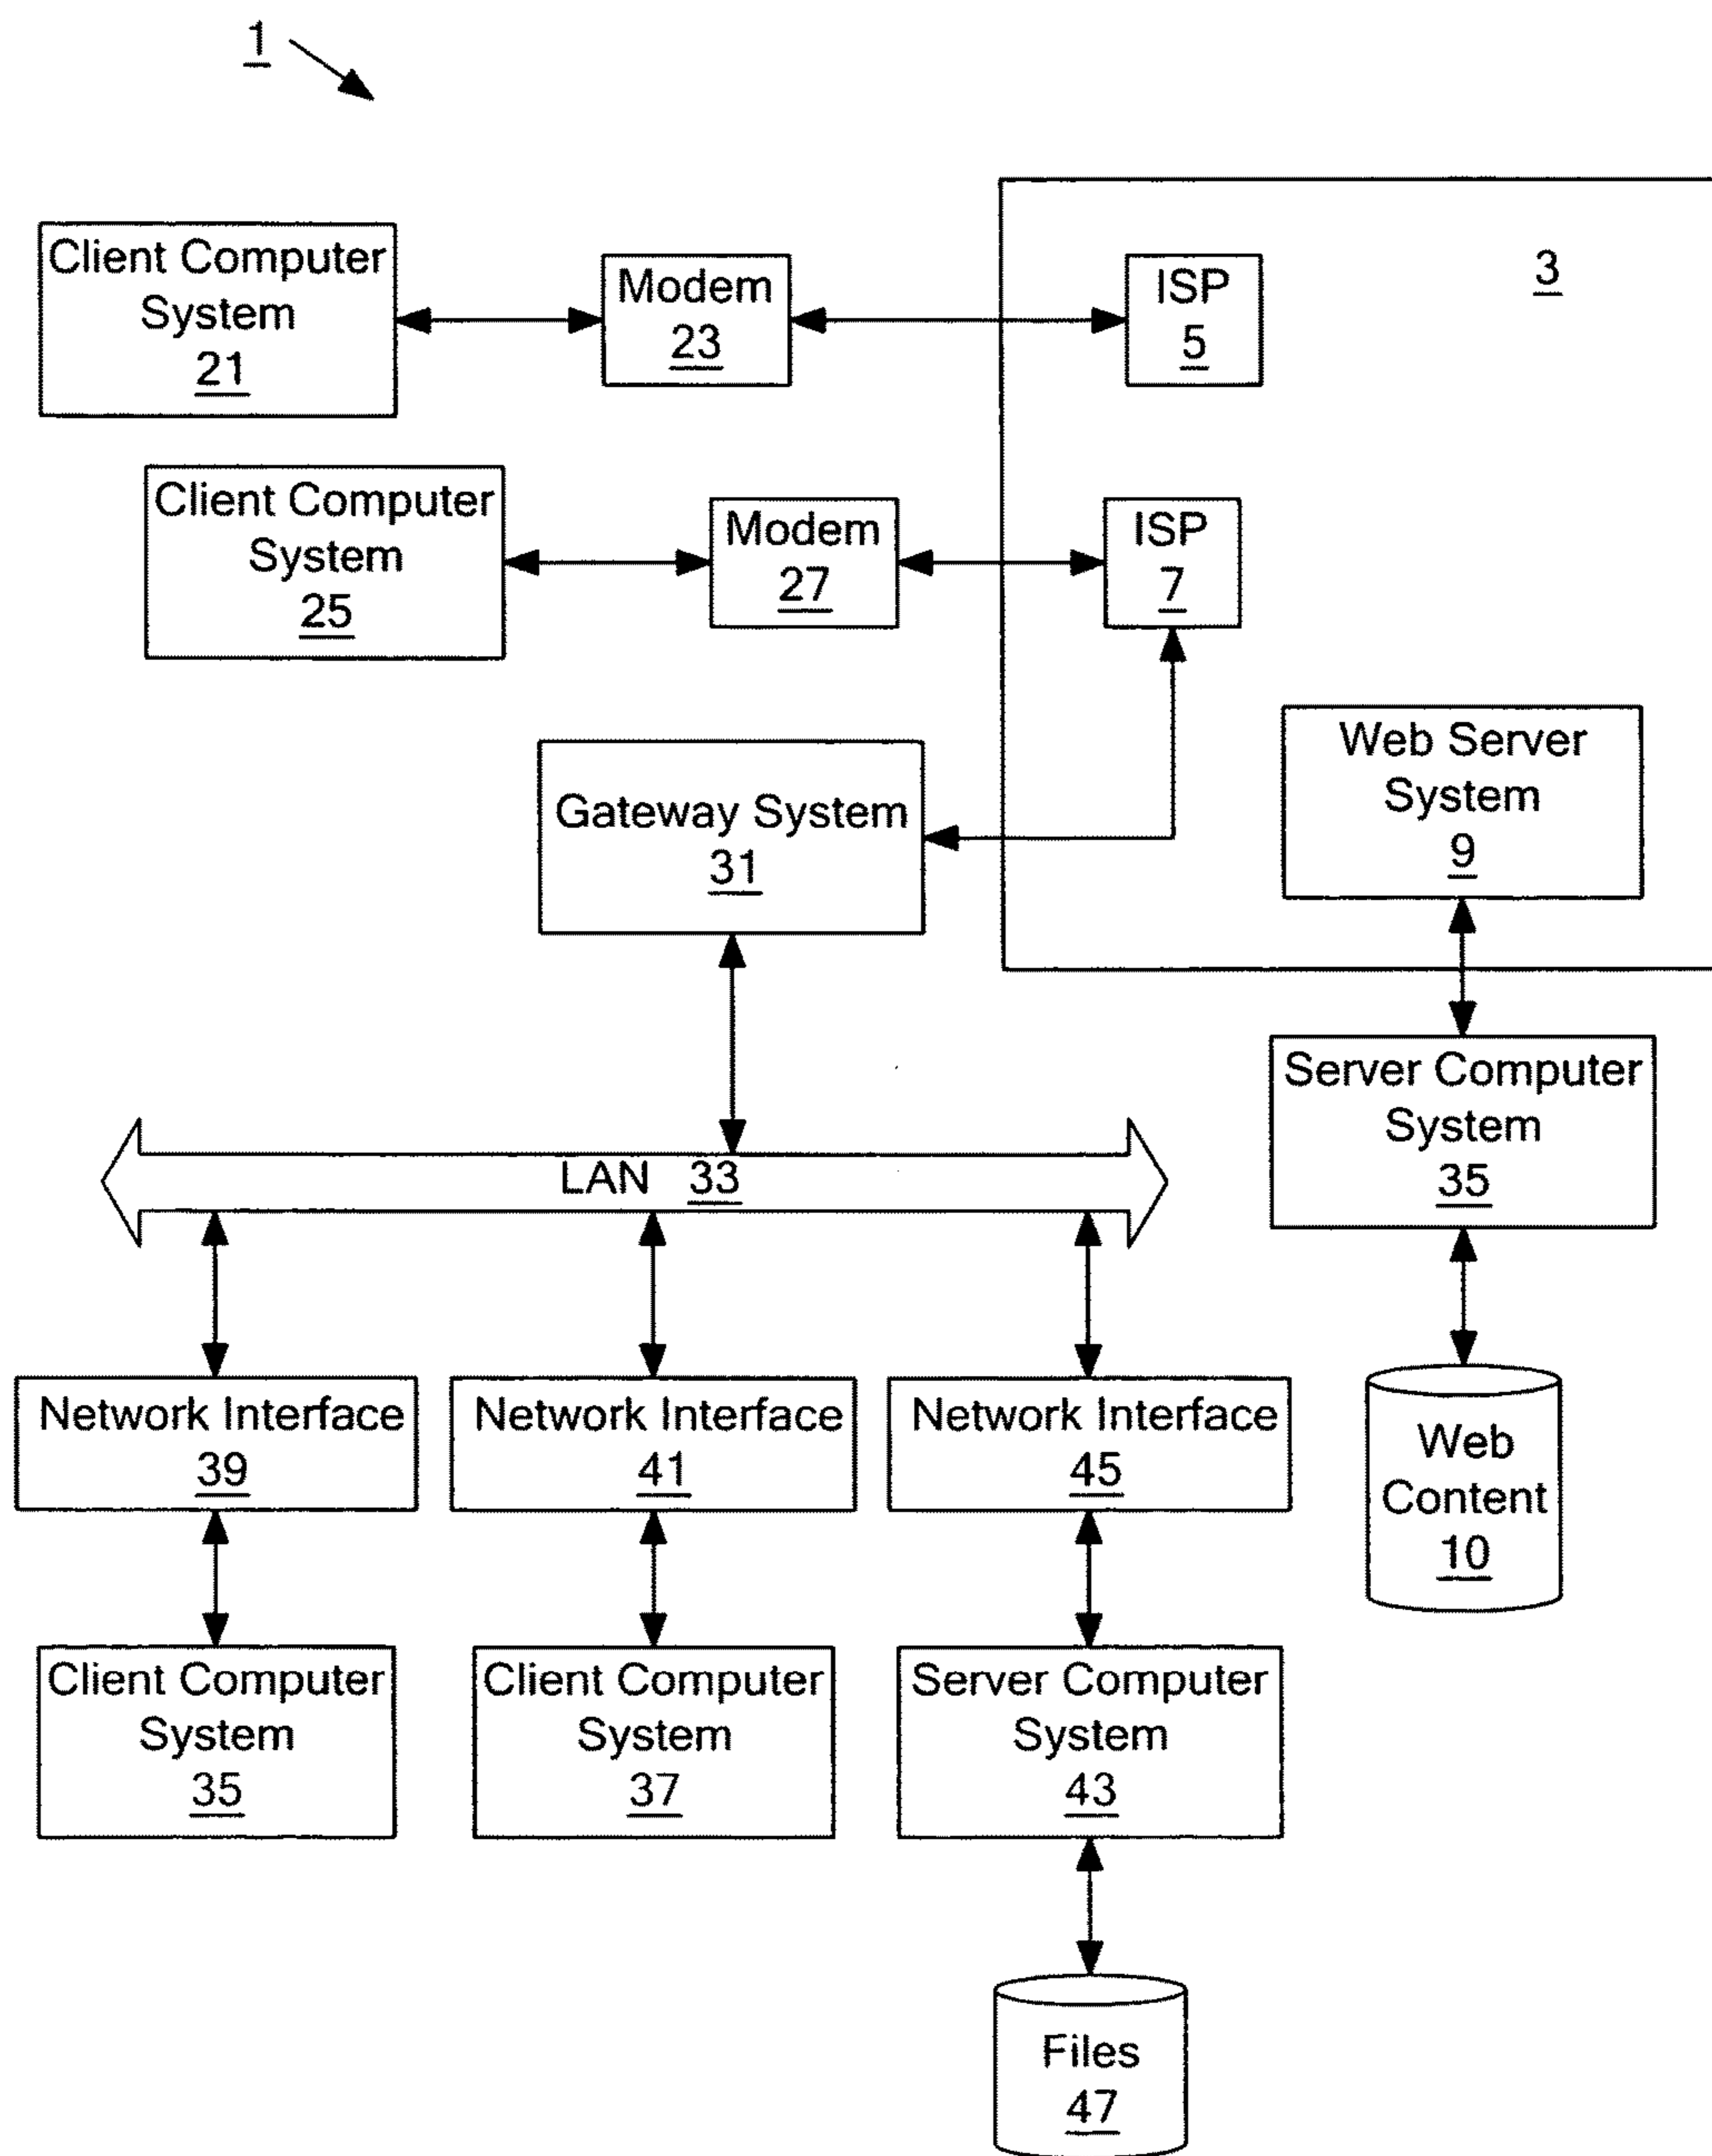 1
3
Client Computer
System
21
Modem
23
ISP
5
Client Computer
System
25
Modem
27
ISP
7
Web Server
System
9
Gateway System
31
Server Computer
System
35
LAN 33
Network Interface
39
Network Interface
41
Network Interface
45
Web
Content
10
Client Computer
System
35
Client Computer
System
37
Server Computer
System
43
Files
47